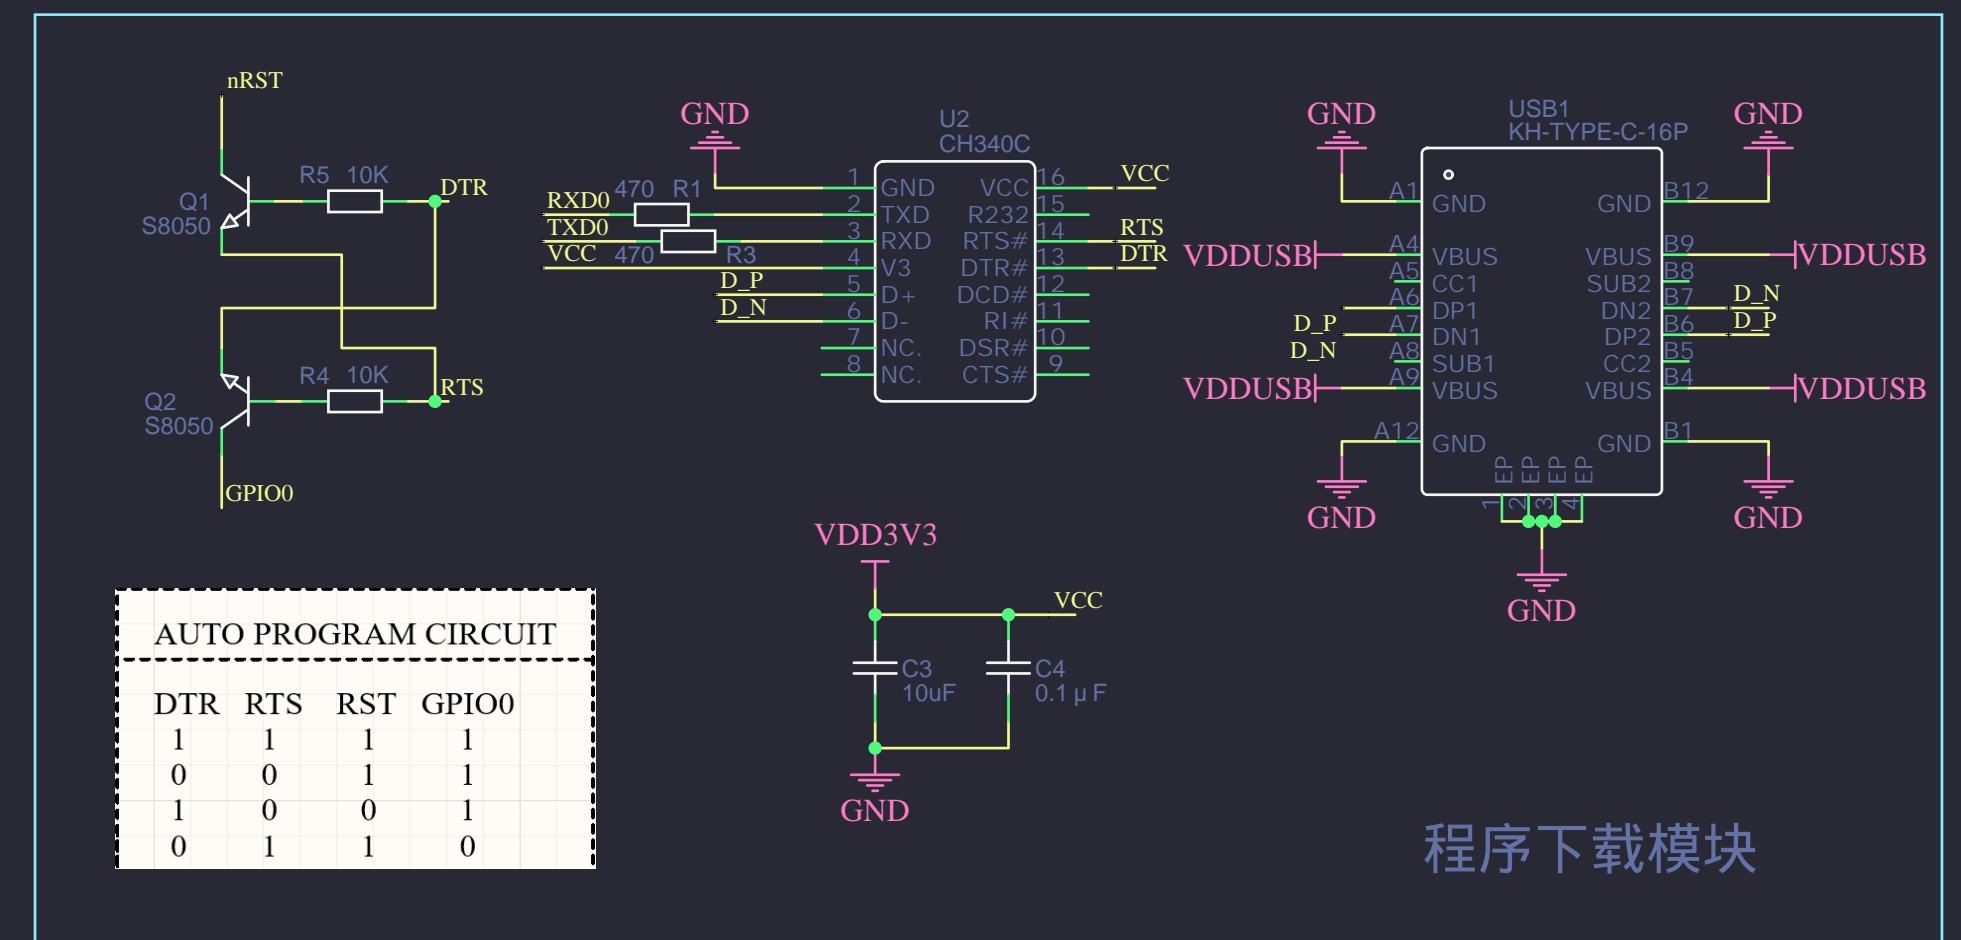 nRST
Q1
S8050
R5 10K
DTR
Q2
S8050
R4 10K
RTS
GPIO0
GND
U2
CH340C
RXD0
470 R1
TXD0
470 R3
VCC
D_P
D_N
1 GND
2 TXD
3 RXD
4 V3
5 D+
6 D-
7 NC.
8 NC.
VCC 16 VCC
R232 15
RTS# 14 RTS
DTR# 13 DTR
DCD# 12
RI# 11
DSR# 10
CTS# 9
USB1
KH-TYPE-C-16P
GND
GND
A1 GND
VDDUSB A4 VBUS
A5 CC1
D_P A6 DP1
D_N A7 DN1
A8 SUB1
VDDUSB A9 VBUS
A12 GND
GND
GND B12
VBUS B9 VDDUSB
SUB2 B8
DN2 B7 D_N
DP2 B6 D_P
CC2 B5
VBUS B4 VDDUSB
GND B1
GND
EP EP EP EP
1 2 3 4
GND
VDD3V3
VCC
C3
10uF
C4
0.1μF
GND
AUTO PROGRAM CIRCUIT
DTR RTS RST GPIO0
1 1 1 1
0 0 1 1
1 0 0 1
0 1 1 0
程序下载模块